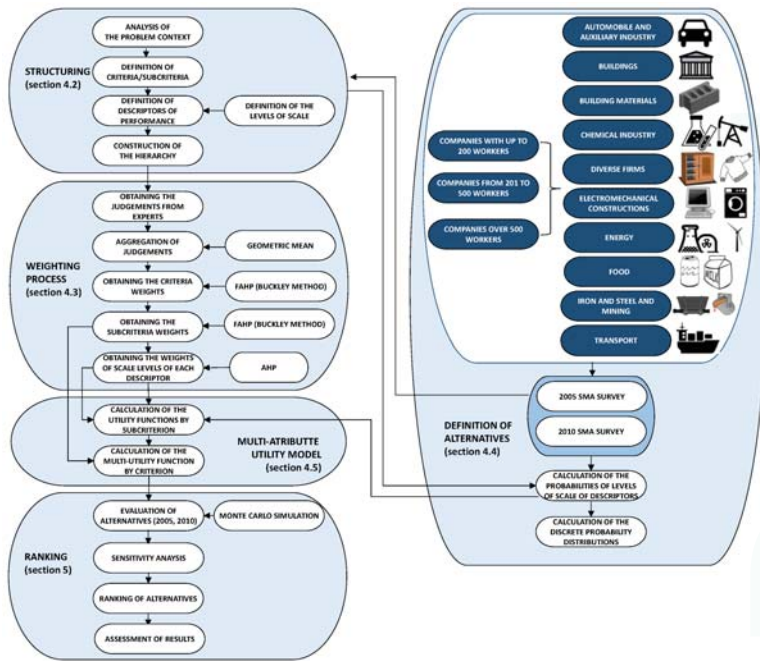 ANALYSIS OF
THE PROBLEM CONTEXT
STRUCTURING
(section 4.2)
DEFINITION OF
CRITERIA/SUBCRITERIA
DEFINITION OF
DESCRIPTORS OF
PERFORMANCE
DEFINITION OF THE
LEVELS OF SCALE
CONSTRUCTION OF
THE HIERARCHY
OBTAINING THE
JUDGEMENTS FROM
EXPERTS
WEIGHTING
PROCESS
(section 4.3)
AGGREGATION OF
JUDGEMENTS
GEOMETRIC MEAN
OBTAINING THE
CRITERIA
WEIGHTS
FAHP (BUCKLEY METHOD)
OBTAINING THE
SUBCRITERIA WEIGHTS
FAHP (BUCKLEY METHOD)
OBTAINING THE WEIGHTS
OF SCALE LEVELS OF EACH
DESCRIPTOR
AHP
CALCULATION OF THE
UTILITY FUNCTIONS BY
SUBCRITERION
MULTI-ATRIBUTTE
UTILITY MODEL
(section 4.5)
CALCULATION OF THE
MULTI-UTILITY FUNCTION
BY CRITERION
EVALUATION OF
ALTERNATIVES (2005, 2010)
MONTE CARLO SIMULATION
RANKING
(section 5)
SENSITIVITY ANAYSIS
RANKING OF ALTERNATIVES
ASSESSMENT OF RESULTS
AUTOMOBILE AND
AUXILIARY INDUSTRY
BUILDINGS
BUILDING MATERIALS
CHEMICAL INDUSTRY
DIVERSE FIRMS
ELECTROMECHANICAL
CONSTRUCTIONS
ENERGY
FOOD
IRON AND STEEL AND
MINING
TRANSPORT
COMPANIES WITH UP TO
200 WORKERS
COMPANIES FROM 201 TO
500 WORKERS
COMPANIES OVER 500
WORKERS
MILK
2005 SMA SURVEY
2010 SMA SURVEY
DEFINITION OF
ALTERNATIVES
(section 4.4)
CALCULATION OF THE
PROBABILITIES OF LEVELS
OF SCALE OF DESCRIPTORS
CALCULATION OF THE
DISCRETE PROBABILITY
DISTRIBUTIONS